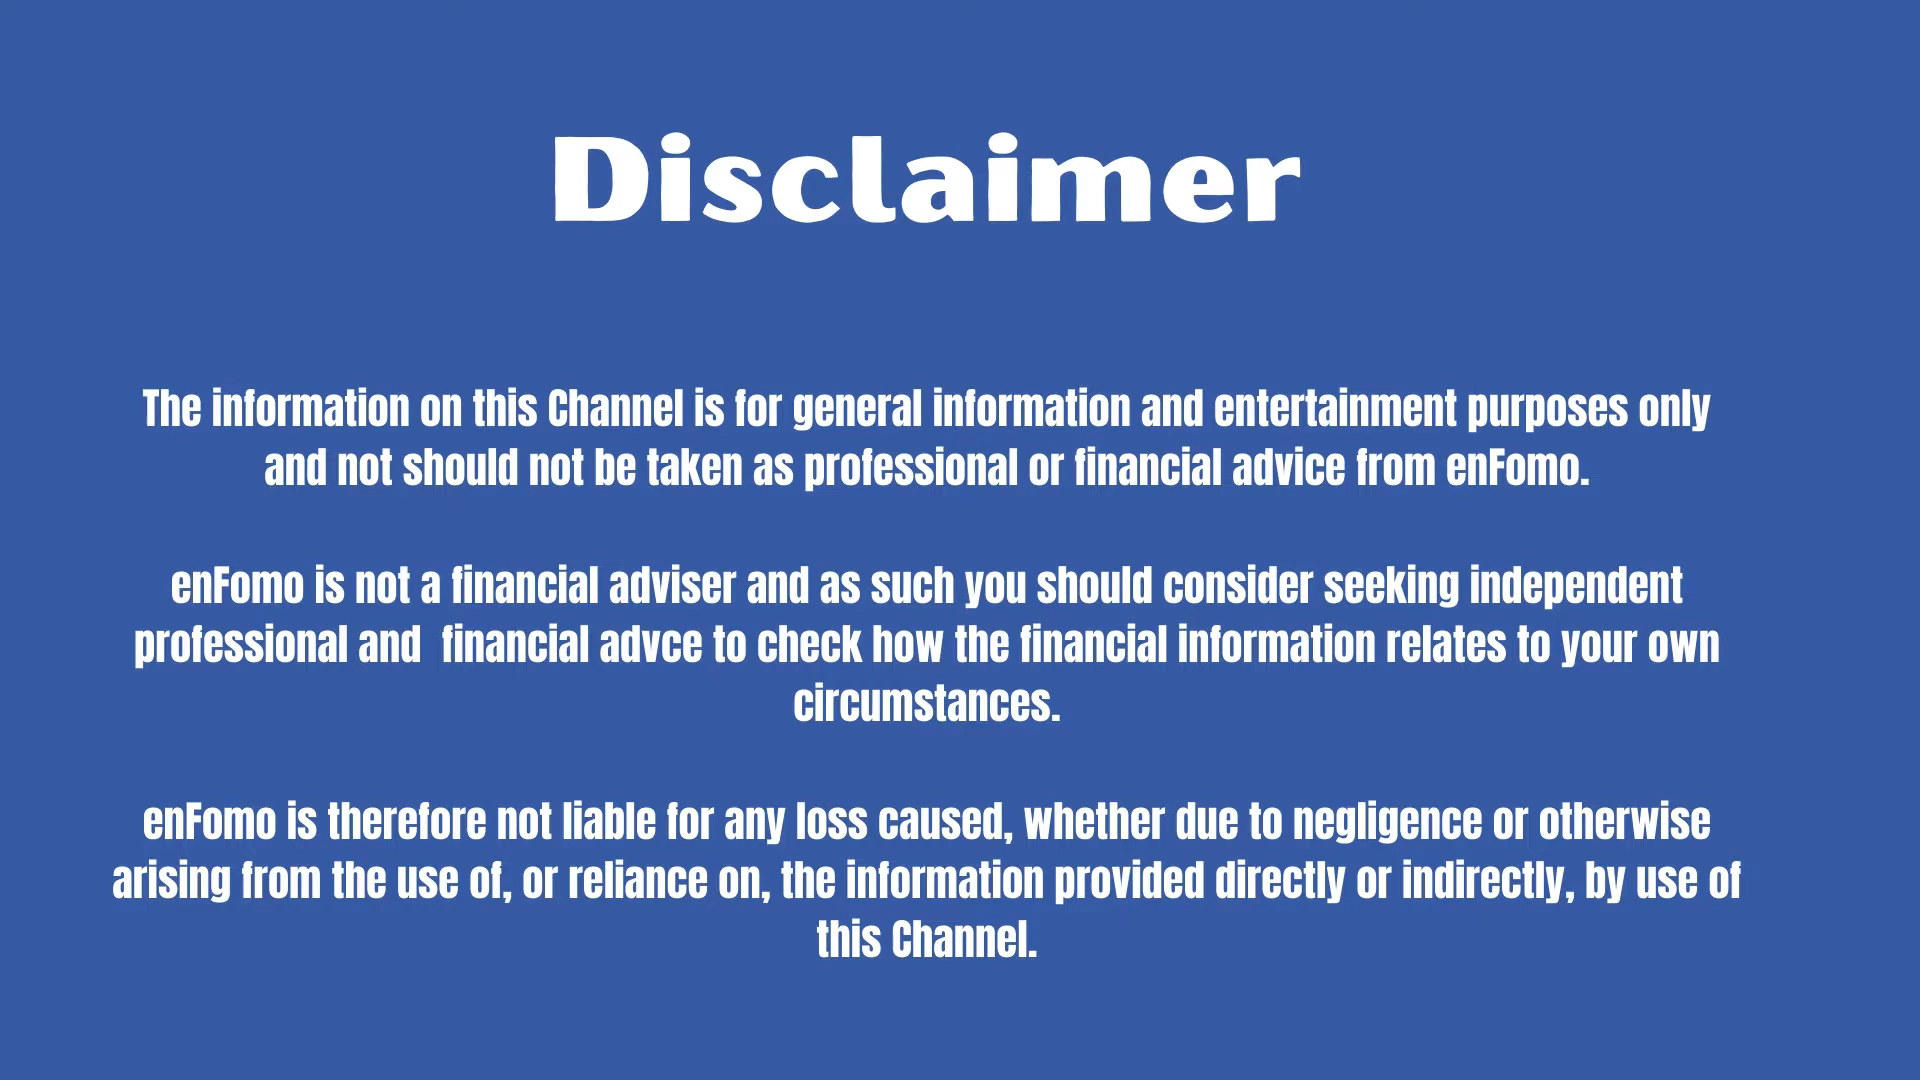 Disclaimer
The information on this Channel is for general information and entertainment purposes only
and not should not be taken as professional or financial advice from enFomo.
enFomo is not a financial adviser and as such you should consider seeking independent
professional and  financial advce to check how the financial information relates to your own
circumstances.
enFomo is therefore not liable for any loss caused, whether due to negligence or otherwise
arising from the use of, or reliance on, the information provided directly or indirectly, by use of
this Channel.